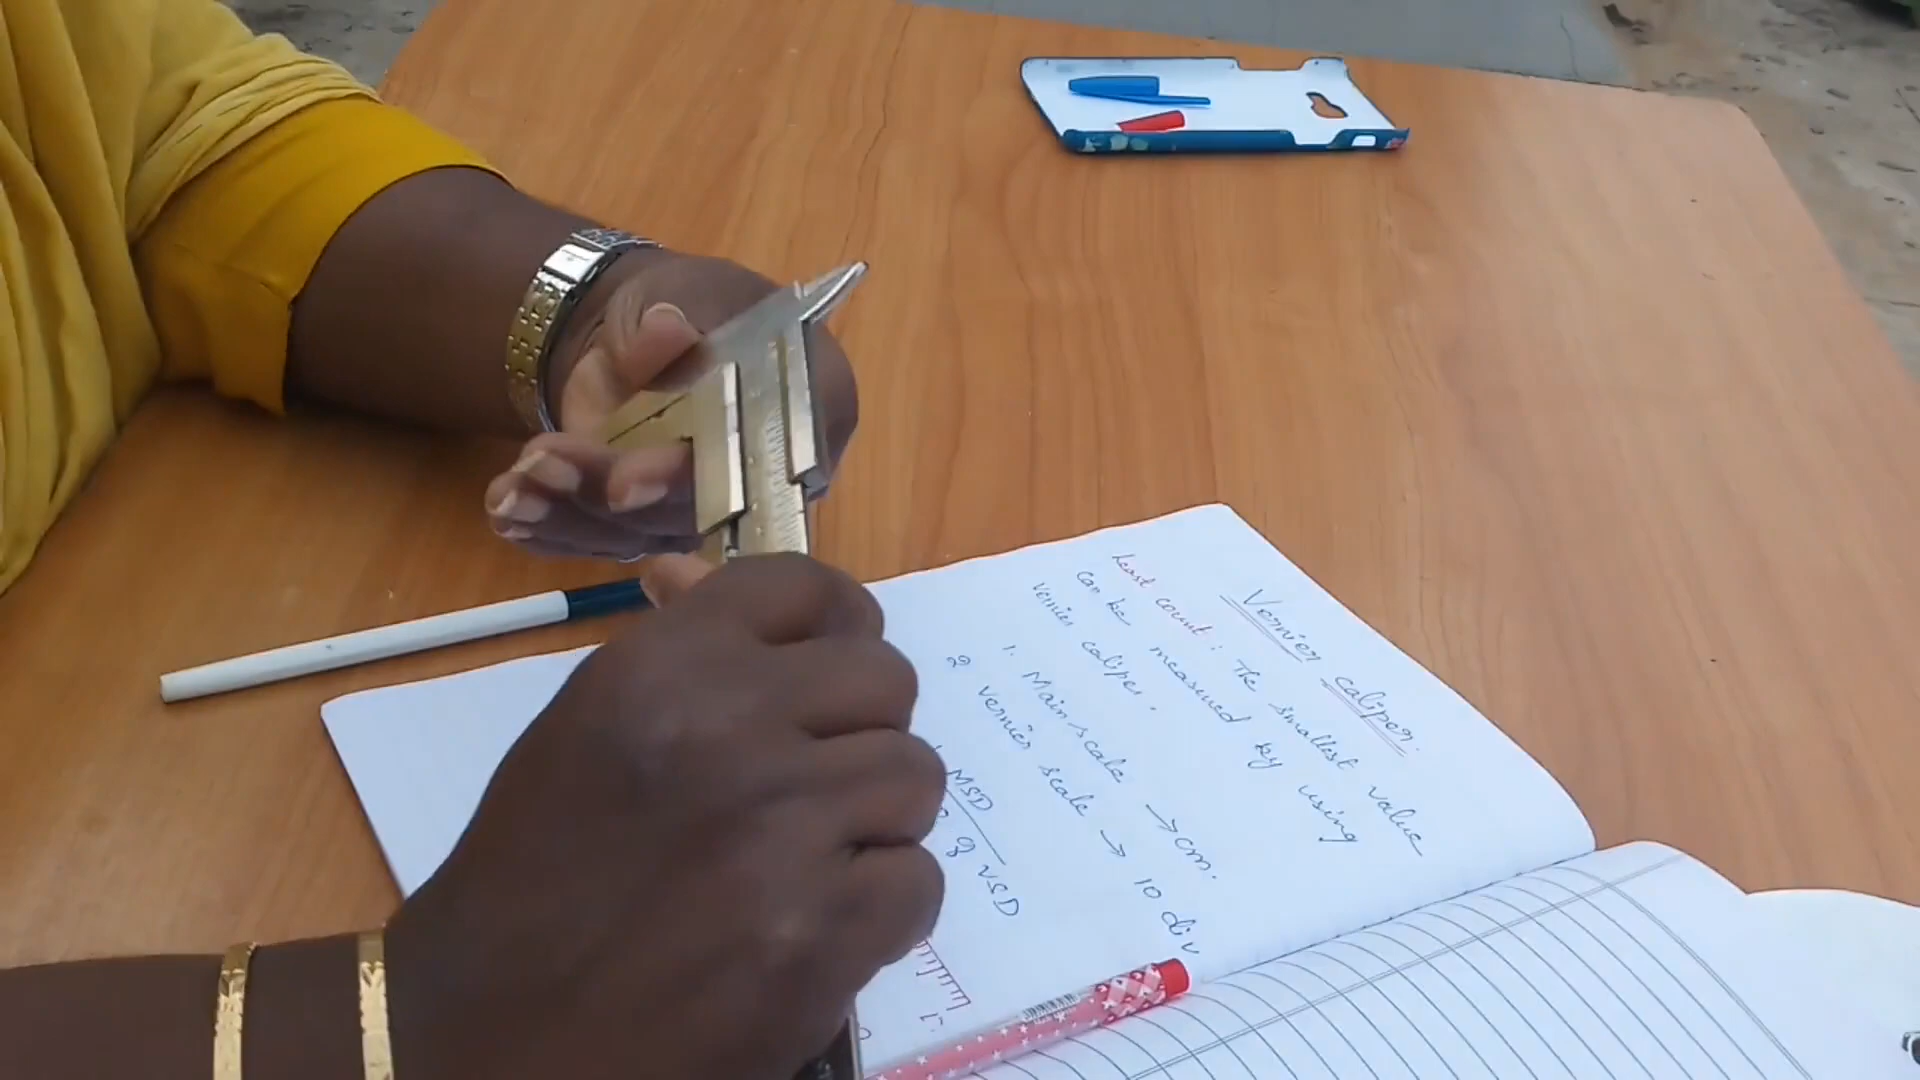 Vernier caliper.
Least count: The smallest value
can be measured by using
vernier caliper.
1. Main scale → cm.
2 vernier scale → 10 div
MSD
of VSD